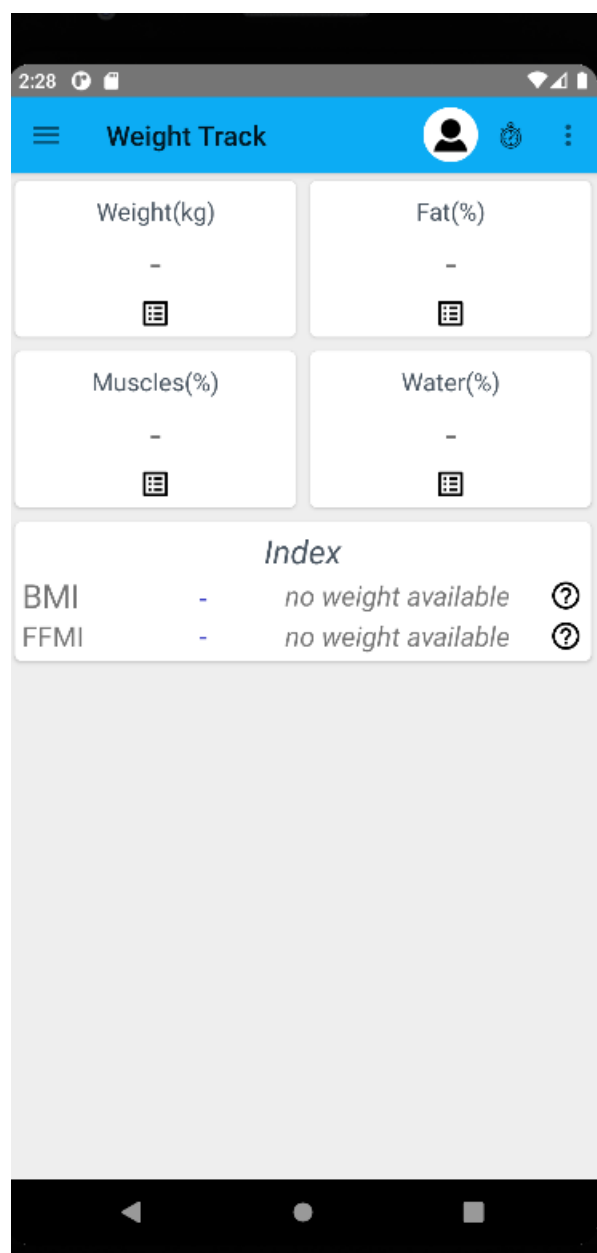 2:28
Weight Track
Weight(kg) Fat(%)
- -
Muscles(%) Water(%)
- -
Index
BMI - no weight available
FFMI - no weight available